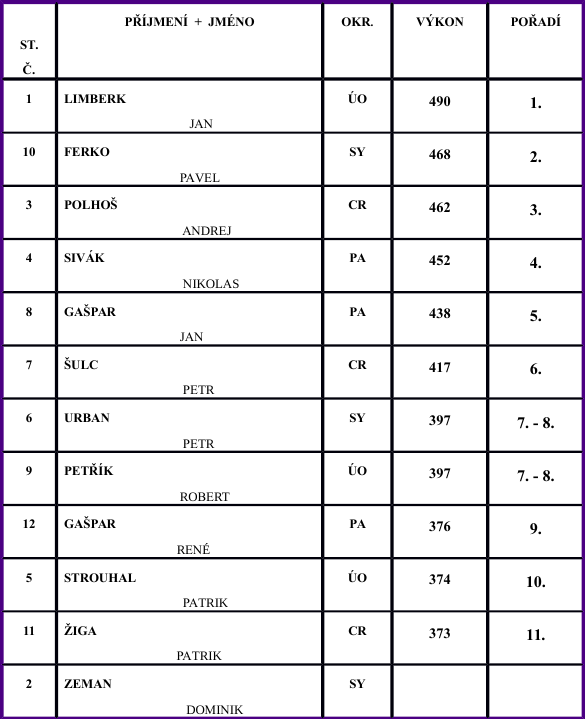 ST. Č. PŘÍJMENÍ + JMÉNO OKR. VÝKON POŘADÍ
1 LIMBERK JAN ÚO 490 1.
10 FERKO PAVEL SY 468 2.
3 POLHOŠ ANDREJ CR 462 3.
4 SIVÁK NIKOLAS PA 452 4.
8 GAŠPAR JAN PA 438 5.
7 ŠULC PETR CR 417 6.
6 URBAN PETR SY 397 7. - 8.
9 PETŘÍK ROBERT ÚO 397 7. - 8.
12 GAŠPAR RENÉ PA 376 9.
5 STROUHAL PATRIK ÚO 374 10.
11 ŽIGA PATRIK CR 373 11.
2 ZEMAN DOMINIK SY